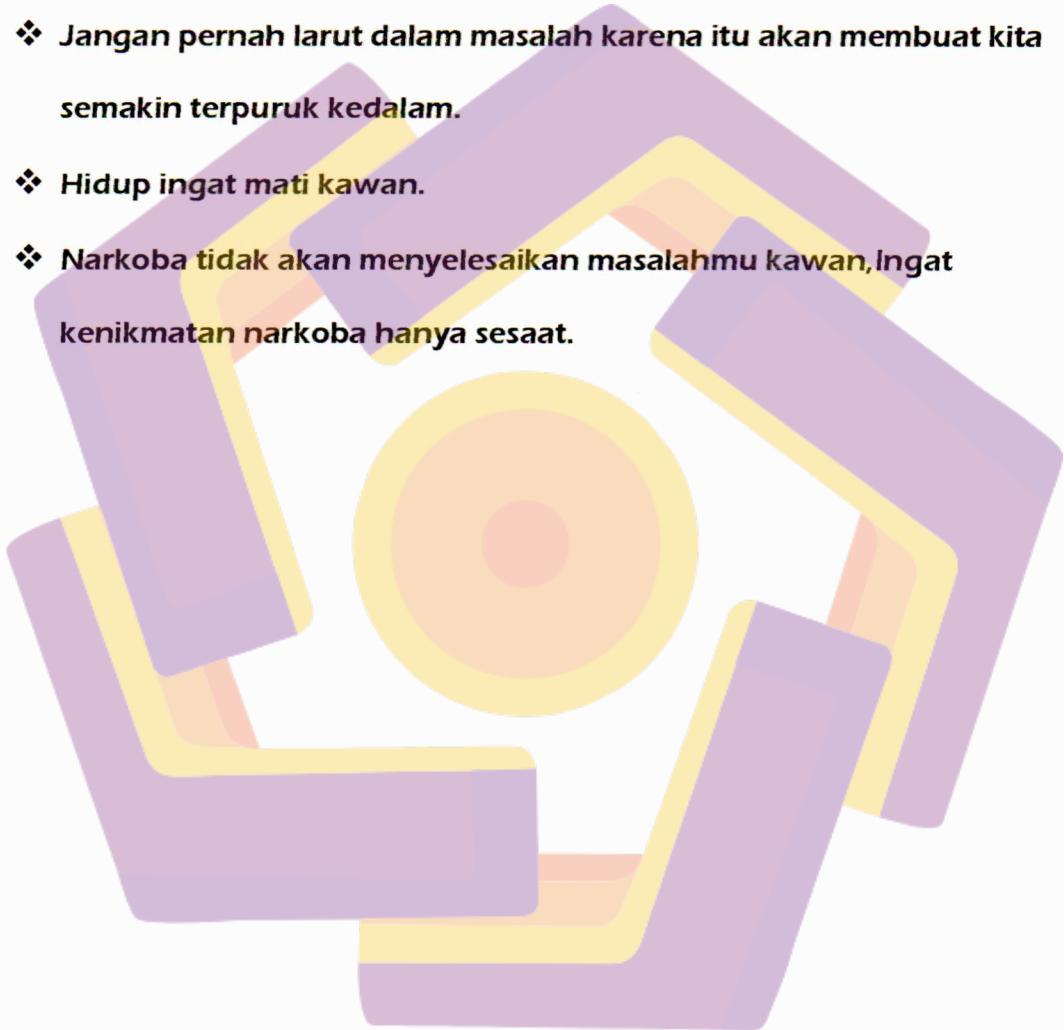 ❖ Jangan pernah larut dalam masalah karena itu akan membuat kita
semakin terpuruk kedalam.
❖ Hidup ingat mati kawan.
❖ Narkoba tidak akan menyelesaikan masalahmu kawan,Ingat
kenikmatan narkoba hanya sesaat.